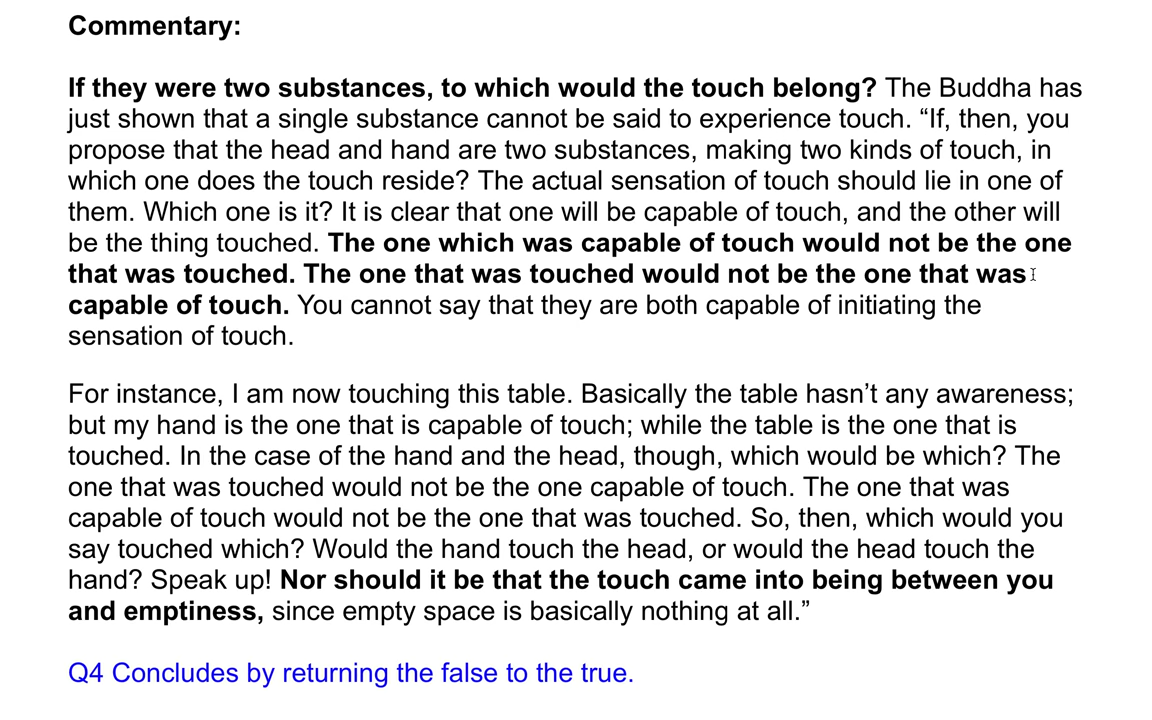 Commentary:
If they were two substances, to which would the touch belong? The Buddha has
just shown that a single substance cannot be said to experience touch. “If, then, you
propose that the head and hand are two substances, making two kinds of touch, in
which one does the touch reside? The actual sensation of touch should lie in one of
them. Which one is it? It is clear that one will be capable of touch, and the other will
be the thing touched. The one which was capable of touch would not be the one
that was touched. The one that was touched would not be the one that was
capable of touch. You cannot say that they are both capable of initiating the
sensation of touch.
For instance, I am now touching this table. Basically the table hasn’t any awareness;
but my hand is the one that is capable of touch; while the table is the one that is
touched. In the case of the hand and the head, though, which would be which? The
one that was touched would not be the one capable of touch. The one that was
capable of touch would not be the one that was touched. So, then, which would you
say touched which? Would the hand touch the head, or would the head touch the
hand? Speak up! Nor should it be that the touch came into being between you
and emptiness, since empty space is basically nothing at all.”
Q4 Concludes by returning the false to the true.